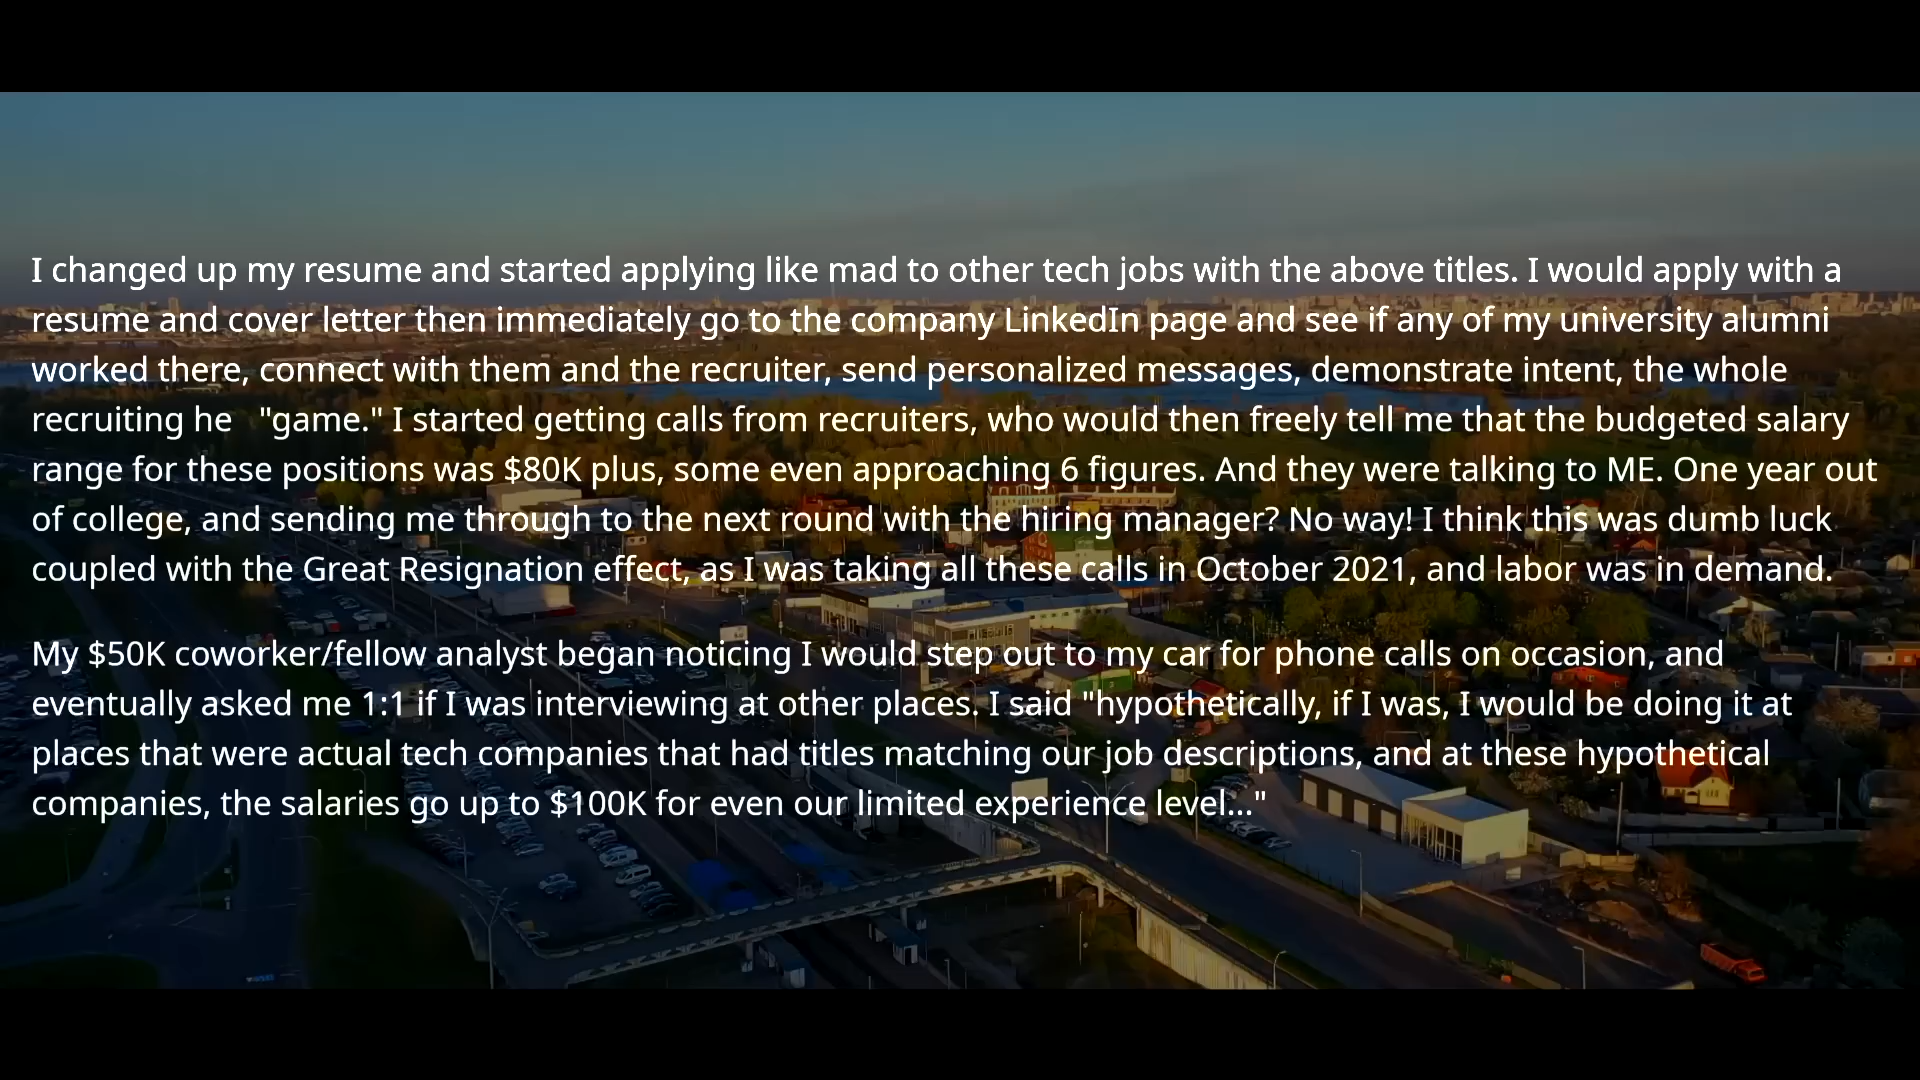 I changed up my resume and started applying like mad to other tech jobs with the above titles. I would apply with a
resume and cover letter then immediately go to the company LinkedIn page and see if any of my university alumni
worked there, connect with them and the recruiter, send personalized messages, demonstrate intent, the whole
recruiting he "game." I started getting calls from recruiters, who would then freely tell me that the budgeted salary
range for these positions was $80K plus, some even approaching 6 figures. And they were talking to ME. One year out
of college, and sending me through to the next round with the hiring manager? No way! I think this was dumb luck
coupled with the Great Resignation effect, as I was taking all these calls in October 2021, and labor was in demand.
My $50K coworker/fellow analyst began noticing I would step out to my car for phone calls on occasion, and
eventually asked me 1:1 if I was interviewing at other places. I said "hypothetically, if I was, I would be doing it at
places that were actual tech companies that had titles matching our job descriptions, and at these hypothetical
companies, the salaries go up to $100K for even our limited experience level..."